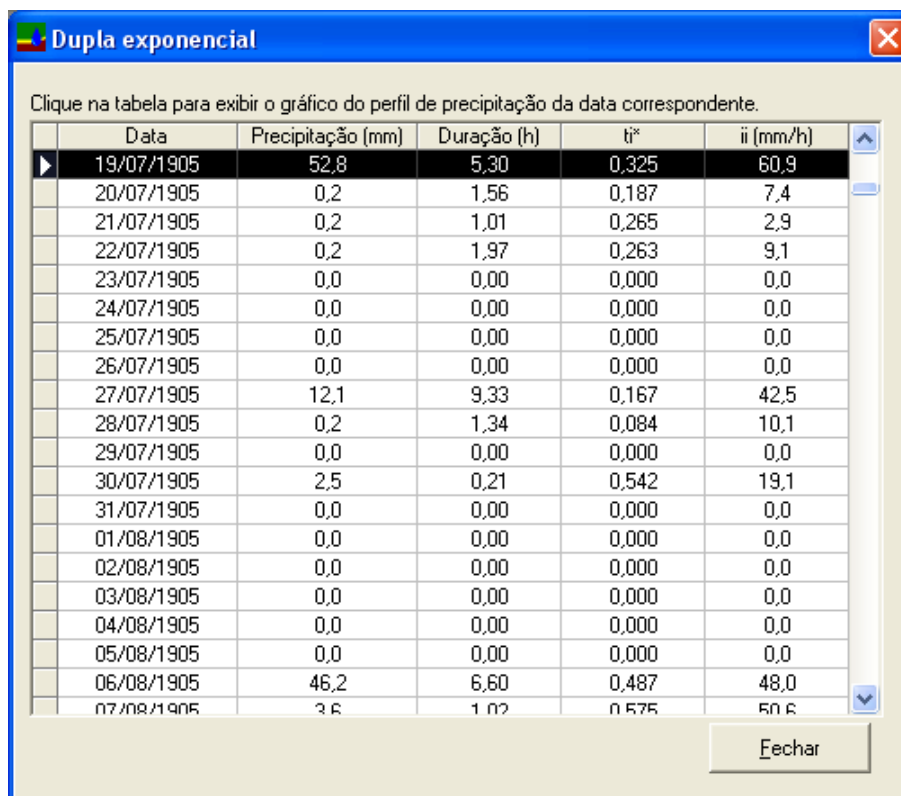 Dupla exponencial
Clique na tabela para exibir o gráfico do perfil de precipitação da data correspondente.
Data Precipitação (mm) Duração (h) ti* ii (mm/h)
19/07/1905 52,8 5,30 0,325 60,9
20/07/1905 0,2 1,56 0,187 7,4
21/07/1905 0,2 1,01 0,265 2,9
22/07/1905 0,2 1,97 0,263 9,1
23/07/1905 0,0 0,00 0,000 0,0
24/07/1905 0,0 0,00 0,000 0,0
25/07/1905 0,0 0,00 0,000 0,0
26/07/1905 0,0 0,00 0,000 0,0
27/07/1905 12,1 9,33 0,167 42,5
28/07/1905 0,2 1,34 0,084 10,1
29/07/1905 0,0 0,00 0,000 0,0
30/07/1905 2,5 0,21 0,542 19,1
31/07/1905 0,0 0,00 0,000 0,0
01/08/1905 0,0 0,00 0,000 0,0
02/08/1905 0,0 0,00 0,000 0,0
03/08/1905 0,0 0,00 0,000 0,0
04/08/1905 0,0 0,00 0,000 0,0
05/08/1905 0,0 0,00 0,000 0,0
06/08/1905 46,2 6,60 0,487 48,0
07/08/1905 3,6 1,02 0,575 50,6
Fechar